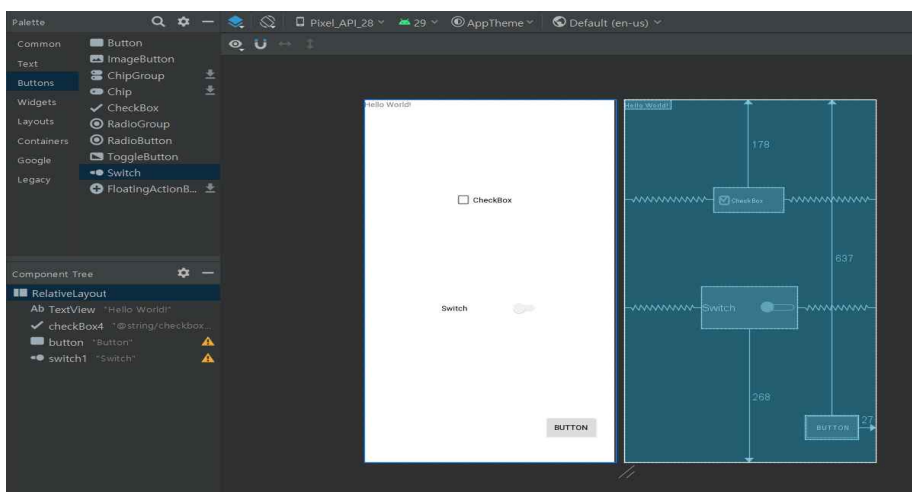 Palette
Pixel_API_28
29
AppTheme
Default (en-us)
Common
Text
Buttons
Widgets
Layouts
Containers
Google
Legacy
Button
ImageButton
ChipGroup
Chip
CheckBox
RadioGroup
RadioButton
ToggleButton
Switch
FloatingActionB...
Component Tree
RelativeLayout
Ab TextView "Hello World!"
checkBox4 "@string/checkbox...
button "Button"
switch1 "Switch"
Hello World!
CheckBox
Switch
BUTTON
Hello World!
178
CheckBox
637
Switch
268
27
BUTTON